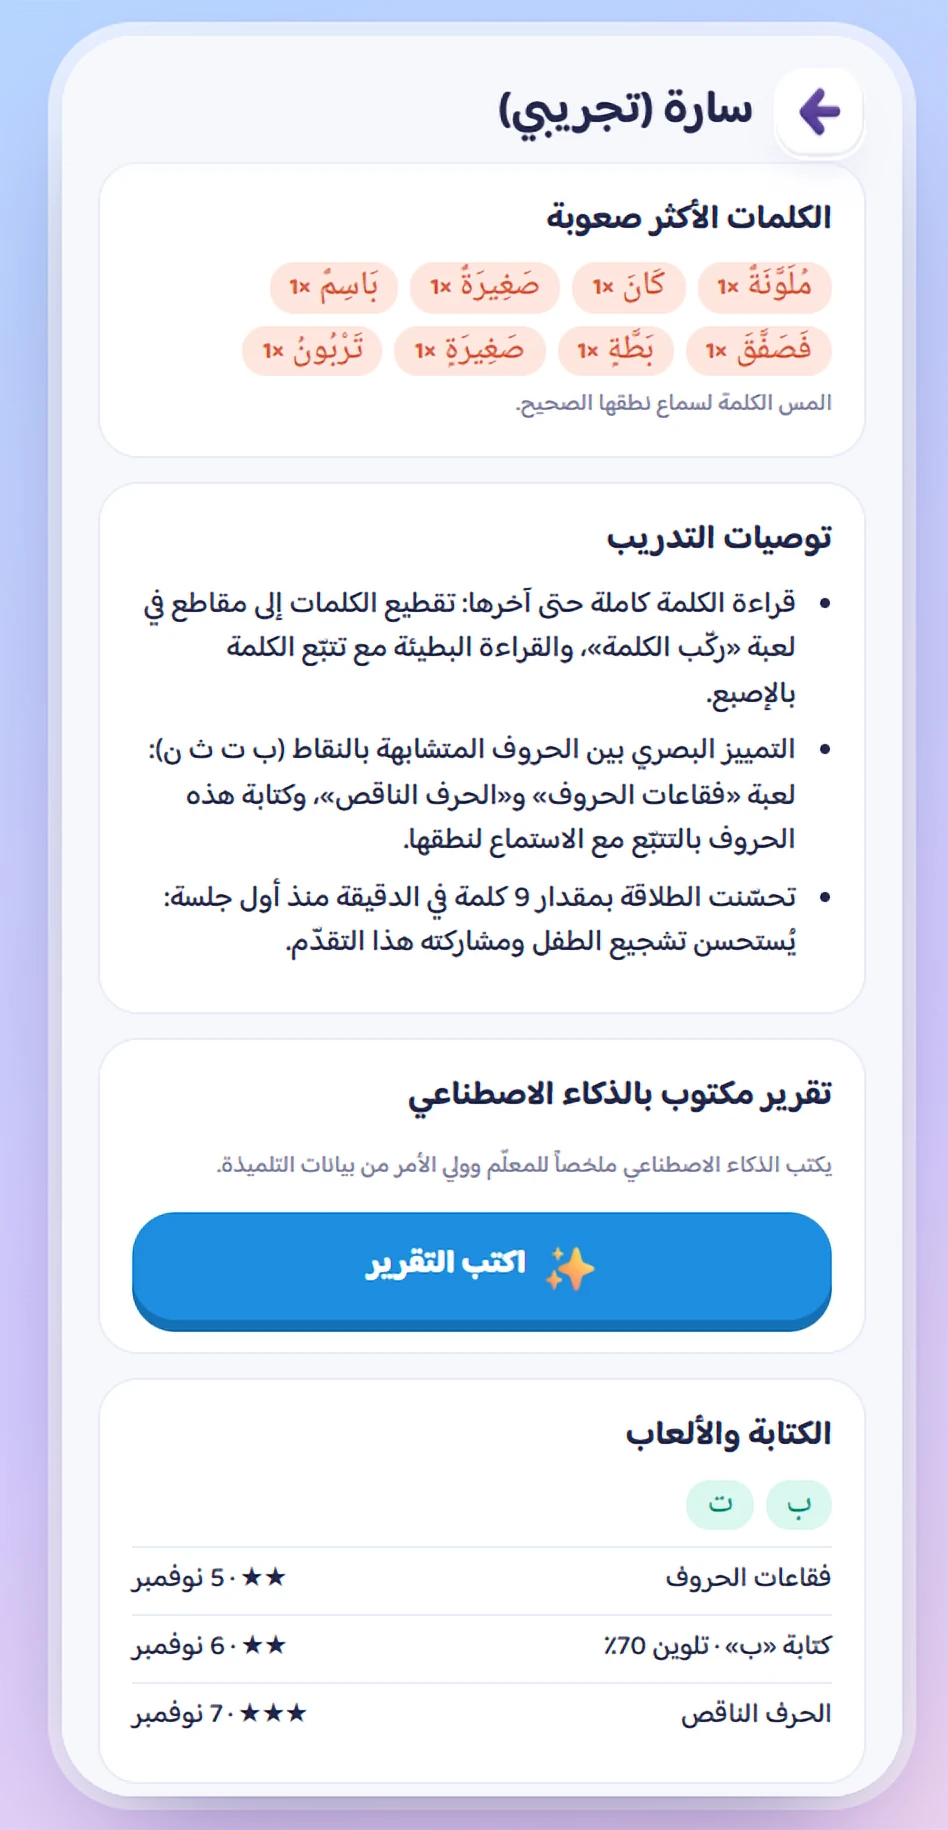 سارة (تجريبي)
الكلمات الأكثر صعوبة
مُلَوَّنَةٌ ×1 كَانَ ×1 صَغِيرَةٌ ×1 بَاسِمٌ ×1
فَصَفَّقَ ×1 بَطَّةٍ ×1 صَغِيرَةٍ ×1 تَرْبُونُ ×1
المس الكلمة لسماع نطقها الصحيح.
توصيات التدريب
• قراءة الكلمة كاملة حتى آخرها: تقطيع الكلمات إلى مقاطع في
لعبة «ركّب الكلمة»، والقراءة البطيئة مع تتبّع الكلمة
بالإصبع.
• التمييز البصري بين الحروف المتشابهة بالنقاط (ب ت ث ن):
لعبة «فقاعات الحروف» و«الحرف الناقص»، وكتابة هذه
الحروف بالتتبّع مع الاستماع لنطقها.
• تحسّنت الطلاقة بمقدار 9 كلمة في الدقيقة منذ أول جلسة:
يُستحسن تشجيع الطفل ومشاركته هذا التقدّم.
تقرير مكتوب بالذكاء الاصطناعي
يكتب الذكاء الاصطناعي ملخصاً للمعلّم وولي الأمر من بيانات التلميذة.
اكتب التقرير
الكتابة والألعاب
ب ت
فقاعات الحروف ★★ · 5 نوفمبر
كتابة «ب» · تلوين 70٪ ★★ · 6 نوفمبر
الحرف الناقص ★★★ · 7 نوفمبر